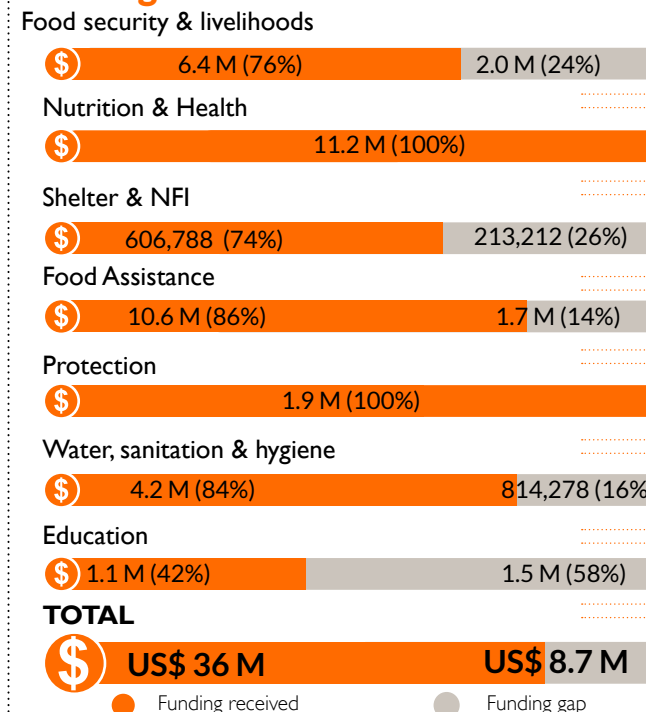 Food security & livelihoods
$ 6.4 M (76%) 2.0 M (24%)
Nutrition & Health
$ 11.2 M (100%)
Shelter & NFI
$ 606,788 (74%) 213,212 (26%)
Food Assistance
$ 10.6 M (86%) 1.7 M (14%)
Protection
$ 1.9 M (100%)
Water, sanitation & hygiene
$ 4.2 M (84%) 814,278 (16%
Education
$ 1.1 M (42%) 1.5 M (58%)
TOTAL
$ US$ 36 M US$ 8.7 M
Funding received Funding gap